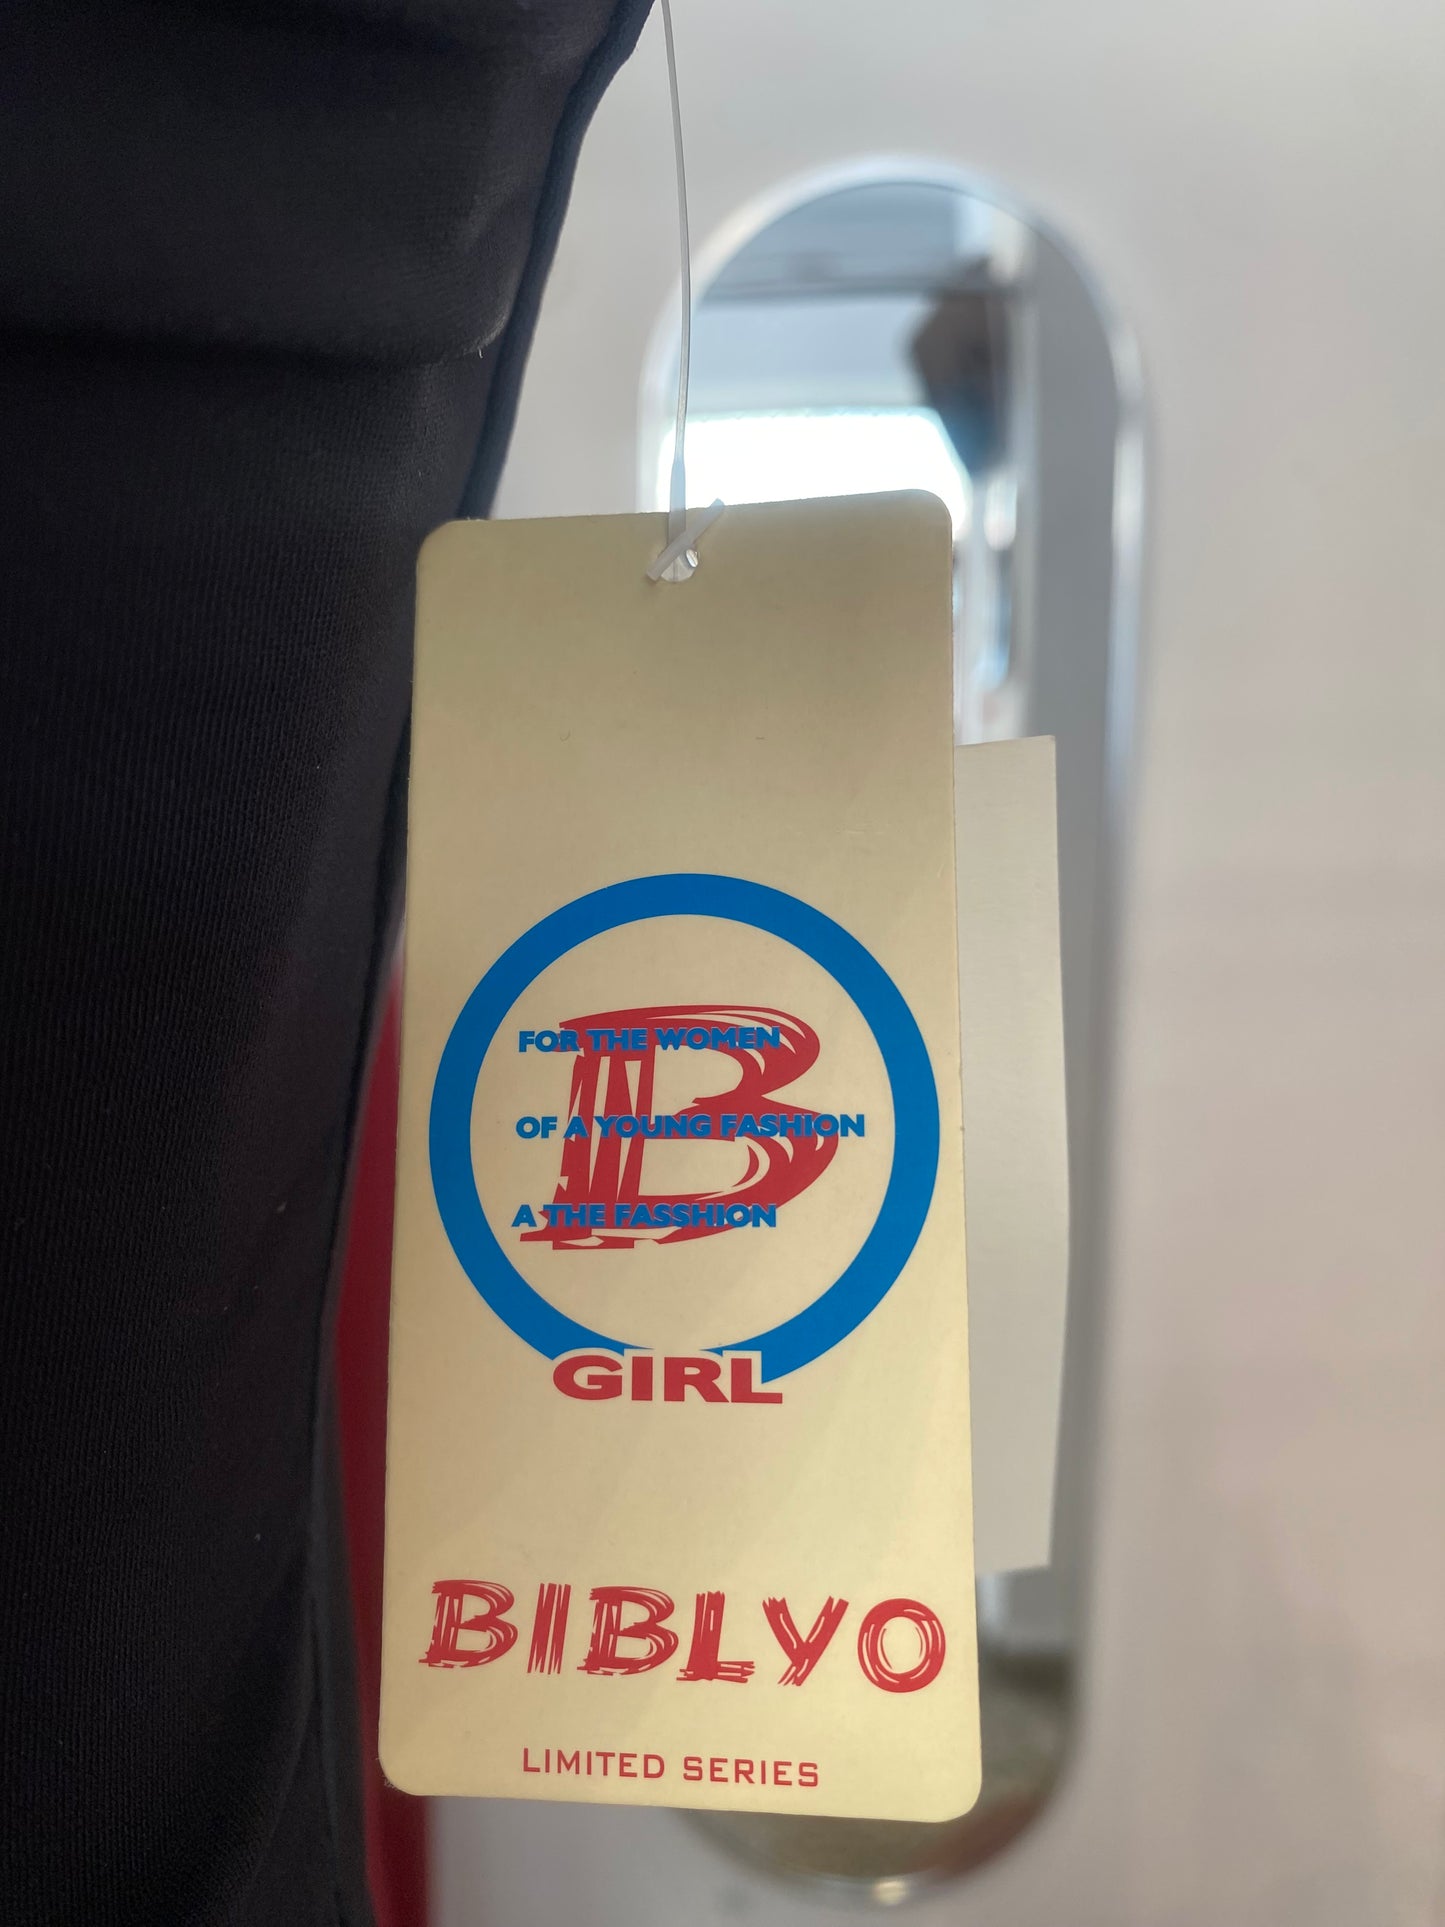 B
FOR THE WOMEN
OF A YOUNG FASHION
A THE FASSHION
GIRL
BIBLYO
LIMITED SERIES